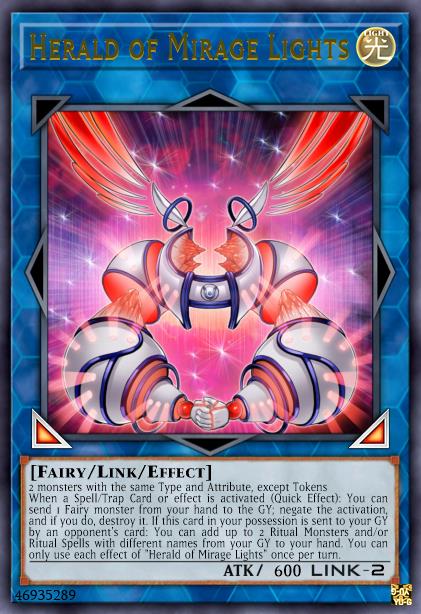 Herald of Mirage Lights
LIGHT
光
[Fairy/Link/Effect]
2 monsters with the same Type and Attribute, except Tokens
When a Spell/Trap Card or effect is activated (Quick Effect): You can
send 1 Fairy monster from your hand to the GY; negate the activation,
and if you do, destroy it. If this card in your possession is sent to your GY
by an opponent's card: You can add up to 2 Ritual Monsters and/or
Ritual Spells with different names from your GY to your hand. You can
only use each effect of "Herald of Mirage Lights" once per turn.
ATK/ 600 LINK-2
46935289